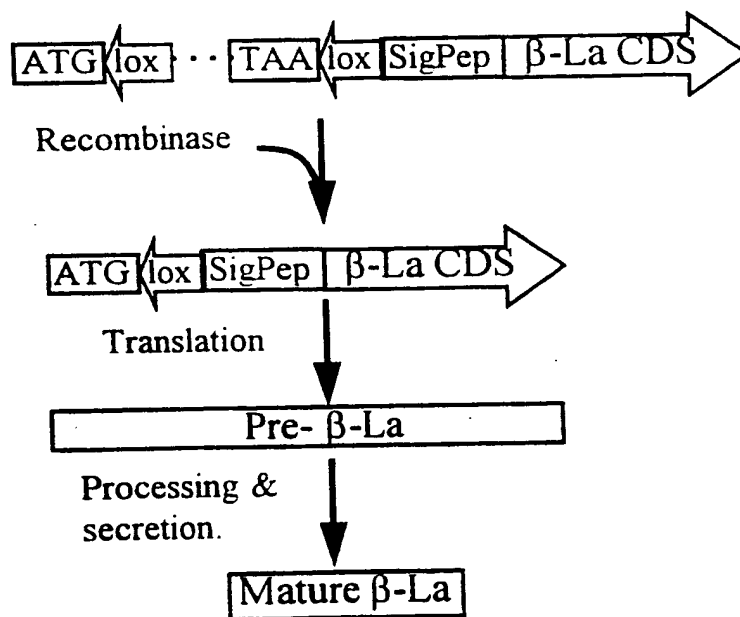 ATG lox · · · TAA lox SigPep β-La CDS
Recombinase
ATG lox SigPep β-La CDS
Translation
Pre- β-La
Processing &
secretion.
Mature β-La